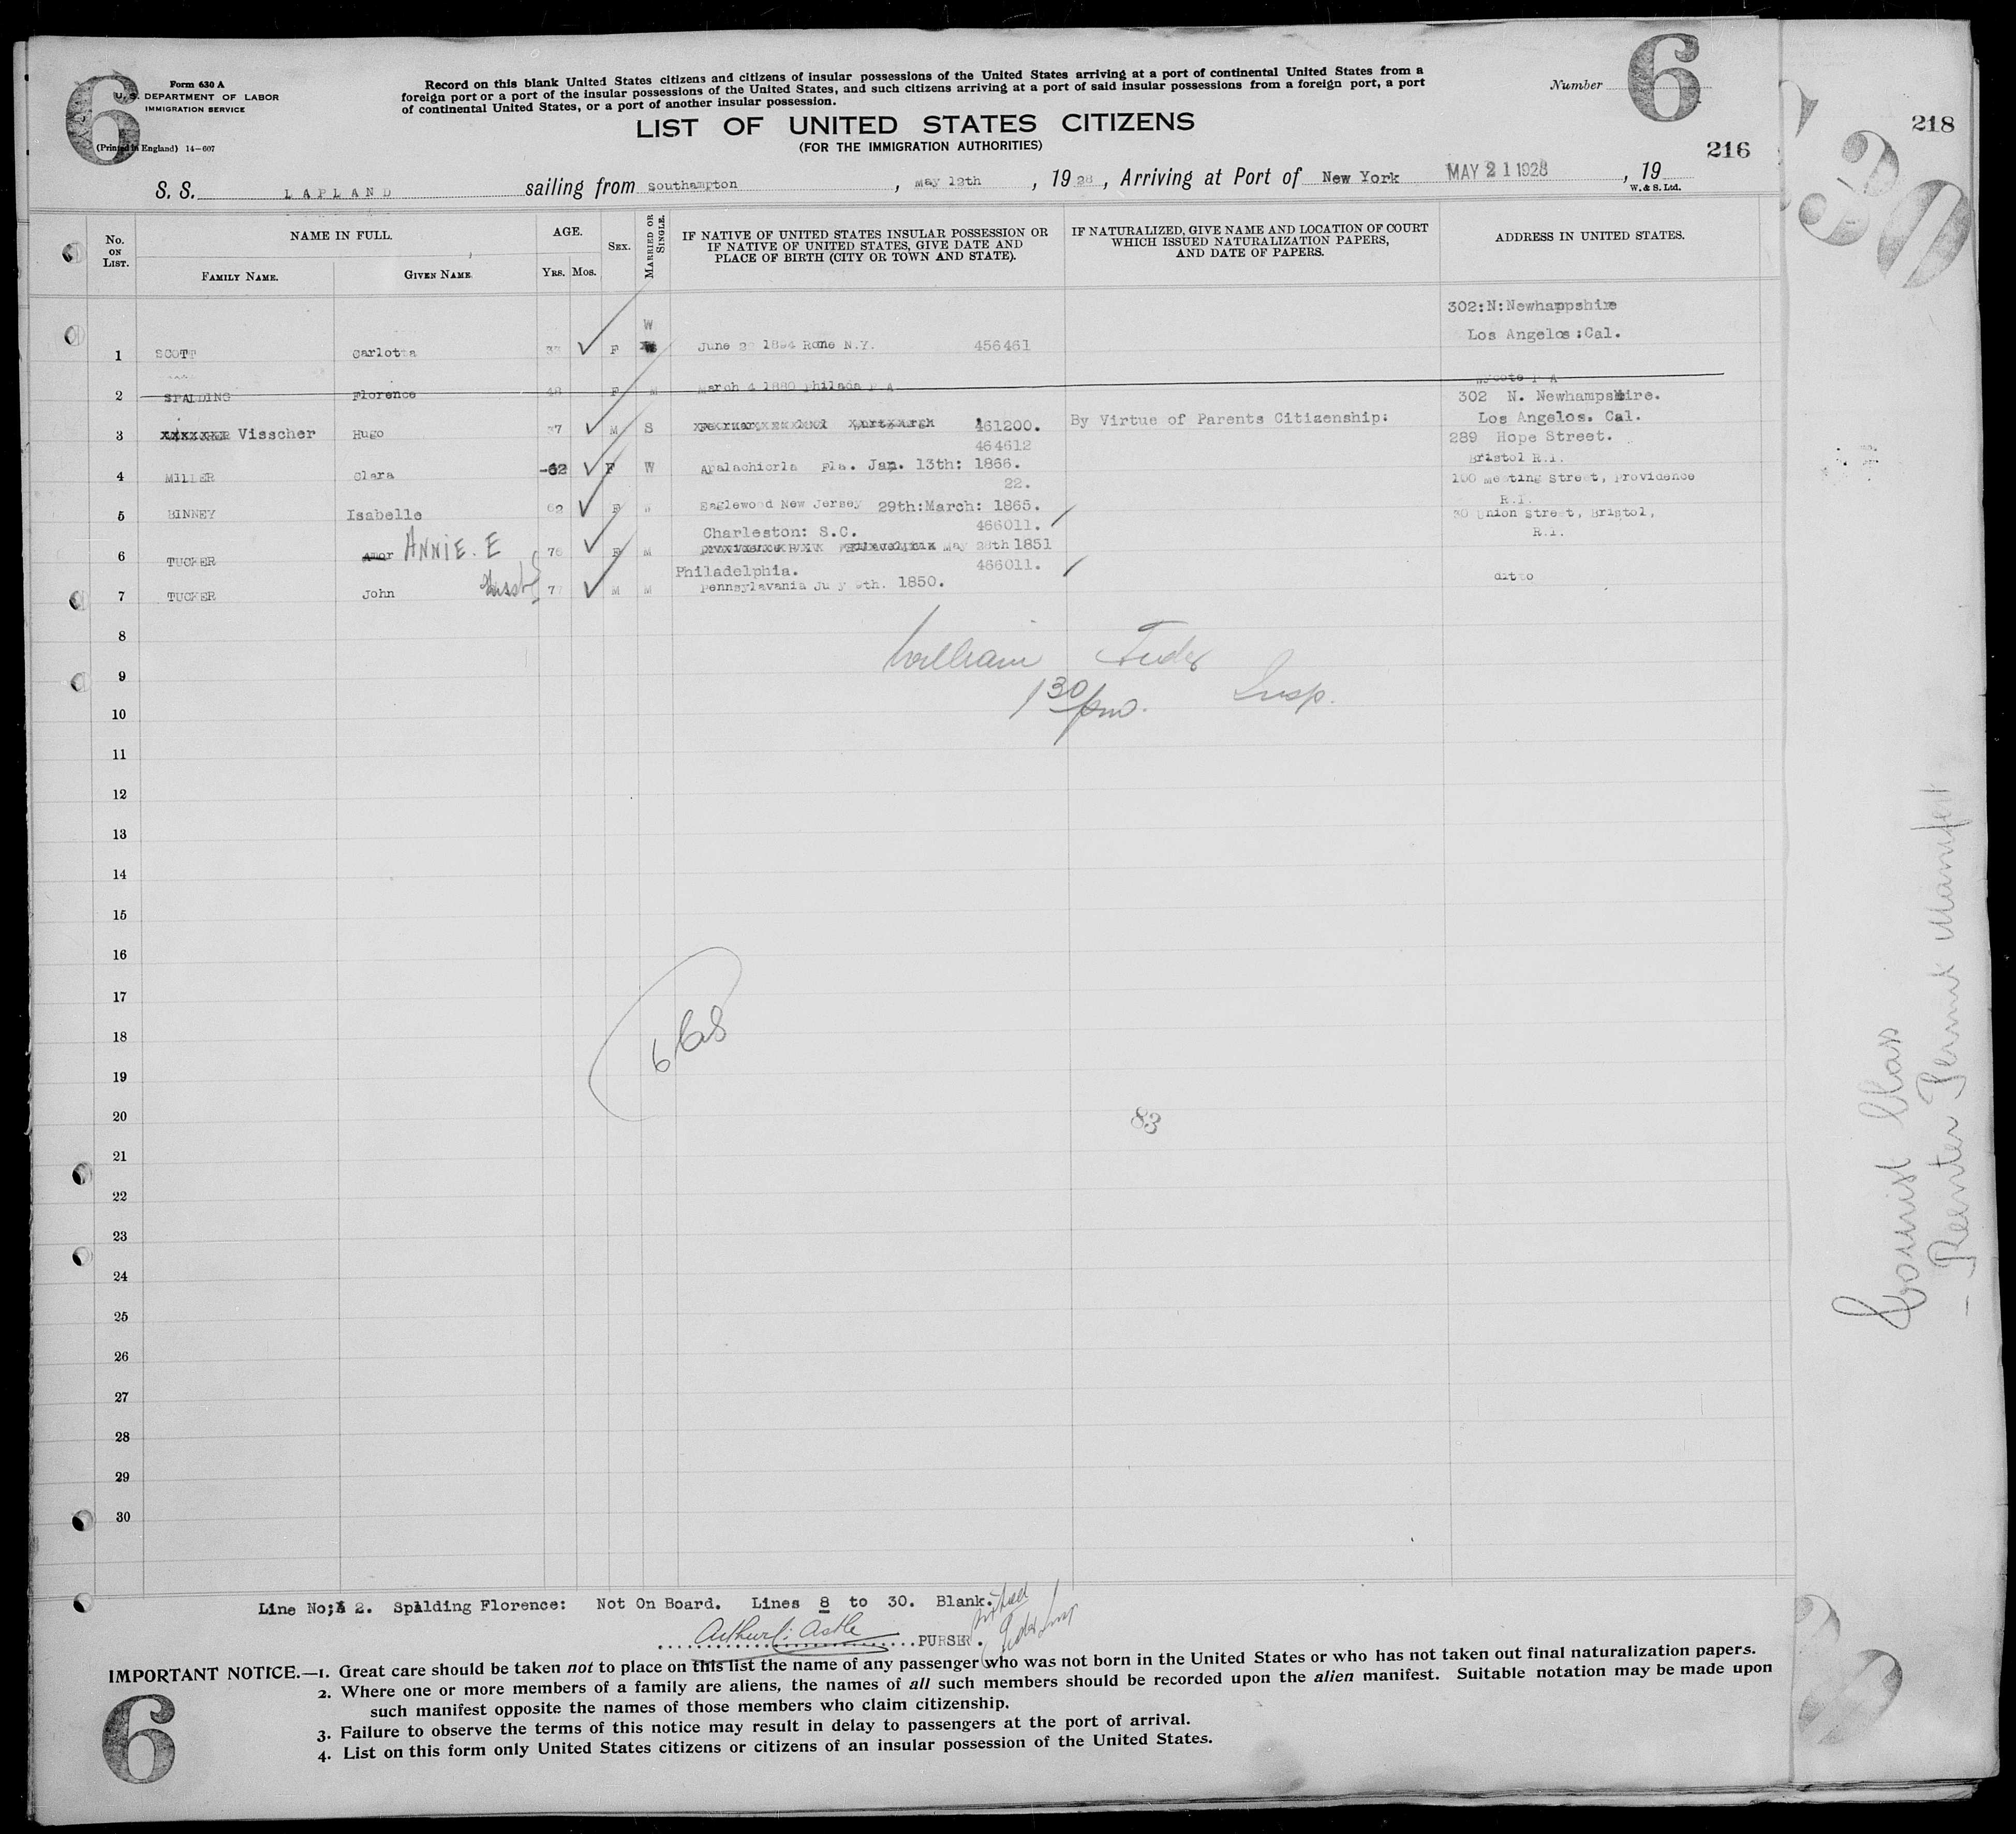 6
Form 630 A
U. S. DEPARTMENT OF LABOR
IMMIGRATION SERVICE
(Printed in England) 14-607
Record on this blank United States citizens and citizens of insular possessions of the United States arriving at a port of continental United States from a
foreign port or a port of the insular possessions of the United States, and such citizens arriving at a port of said insular possessions from a foreign port, a port
of continental United States, or a port of another insular possession.
LIST OF UNITED STATES CITIZENS
(FOR THE IMMIGRATION AUTHORITIES)
Number 6
216
218
30
S. S. LAPLAND sailing from Southampton, May 12th, 1928, Arriving at Port of New York MAY 21 1928, 19
W. & S. Ltd.
No. ON LIST.
NAME IN FULL.
FAMILY NAME.
GIVEN NAME
AGE.
YRS. MOS.
SEX.
MARRIED OR SINGLE.
IF NATIVE OF UNITED STATES INSULAR POSSESSION OR
IF NATIVE OF UNITED STATES, GIVE DATE AND
PLACE OF BIRTH (CITY OR TOWN AND STATE).
IF NATURALIZED, GIVE NAME AND LOCATION OF COURT
WHICH ISSUED NATURALIZATION PAPERS,
AND DATE OF PAPERS.
ADDRESS IN UNITED STATES.
302:N:Newhappshire
Los Angelos:Cal.
1 SCOTT Carlotta F W June 1894 Rome N.Y. 456461
2 SPALDING Florence 48 F M March 4 1880 Philada P A
302 N. Newhampshire.
Los Angelos. Cal.
3 Visscher Hugo 37 M S 461200. By Virtue of Parents Citizenship:
464612
289 Hope Street.
Bristol R.I.
4 MILLER Clara 62 F W Apalachicrla Fla. Jan. 13th: 1866.
22.
100 Meeting Street, Providence
R.I.
5 BINNEY Isabelle 62 F Eaglewood New Jersey 29th:March: 1865.
466011.
30 Union Street, Bristol,
R.I.
Charleston: S.C.
6 TUCKER ANNIE. E 76 F M May 28th 1851
466011.
Philadelphia.
7 TUCKER John 77 M M Pennsylavania July th. 1850.
ditto
8
9
10
William Insp.
1 30 pm.
11
12
13
14
15
16
17
18
19
20
83
21
22
23
24
25
26
27
28
29
30
Tourist Class
- Reenter Permit Manifest
Line No; 2. Spalding Florence: Not On Board. Lines 8 to 30. Blank.
Arthur Astle PURSER.
IMPORTANT NOTICE.—1. Great care should be taken not to place on this list the name of any passenger who was not born in the United States or who has not taken out final naturalization papers.
2. Where one or more members of a family are aliens, the names of all such members should be recorded upon the alien manifest. Suitable notation may be made upon
such manifest opposite the names of those members who claim citizenship.
3. Failure to observe the terms of this notice may result in delay to passengers at the port of arrival.
4. List on this form only United States citizens or citizens of an insular possession of the United States.
6